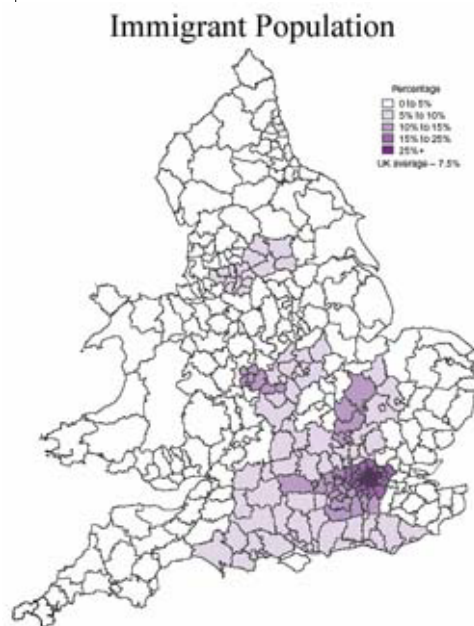 Immigrant Population
Percentage
0 to 5%
5% to 10%
10% to 15%
15% to 25%
25%+
UK average – 7.5%